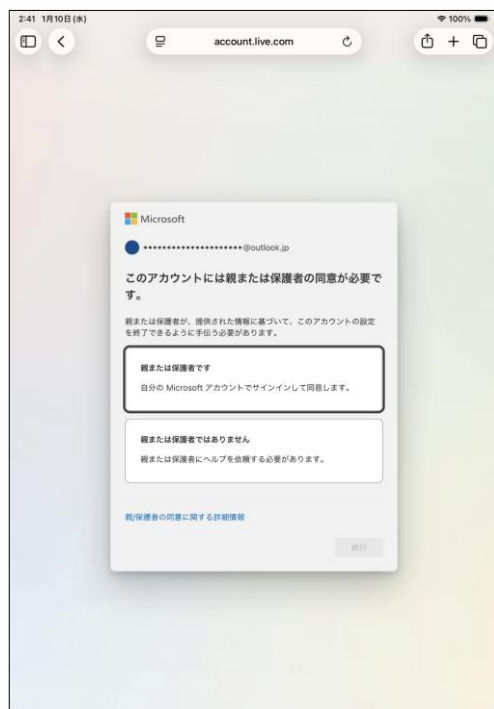 2:41 1月10日(水)
100%
account.live.com
Microsoft
•••••••••••••••••••••@outlook.jp
このアカウントには親または保護者の同意が必要で
す。
親または保護者が、提供された情報に基づいて、このアカウントの設定
を終了できるように手伝う必要があります。
親または保護者です
自分の Microsoft アカウントでサインインして同意します。
親または保護者ではありません
親または保護者にヘルプを依頼する必要があります。
親/保護者の同意に関する詳細情報